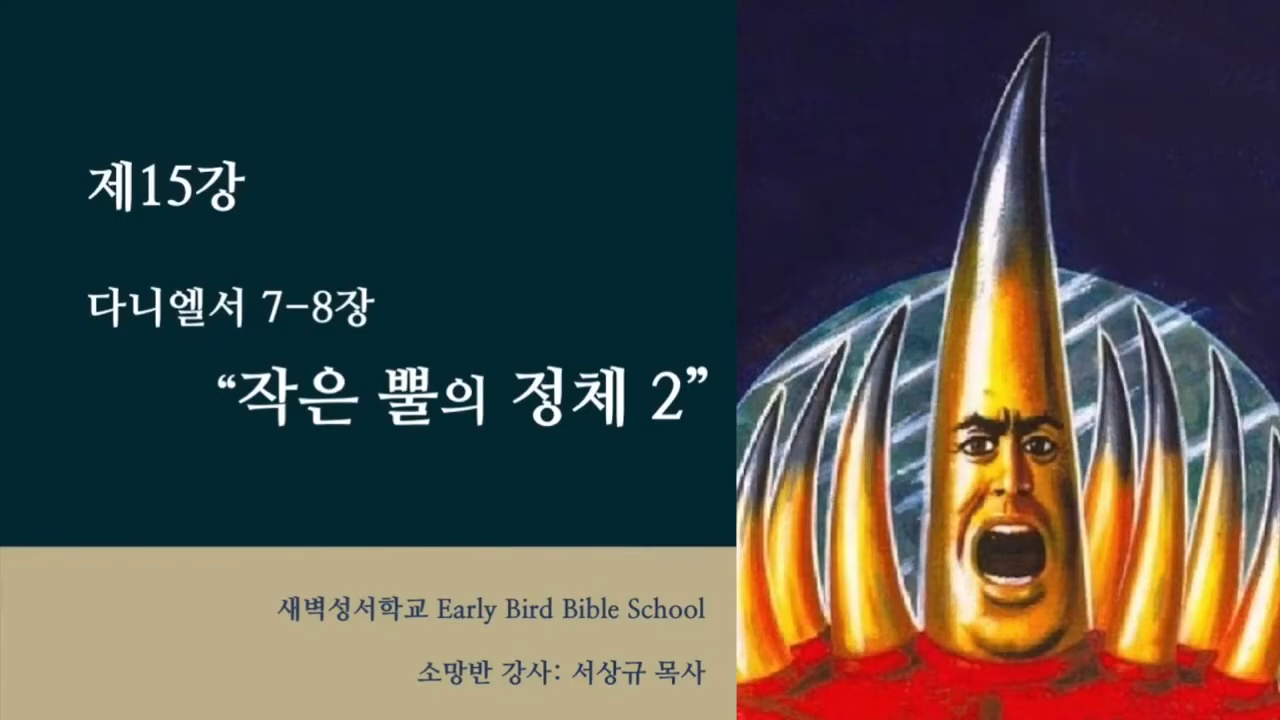 제15강
다니엘서 7-8장
“작은 뿔의 정체 2”
새벽성서학교 Early Bird Bible School
소망반 강사: 서상규 목사